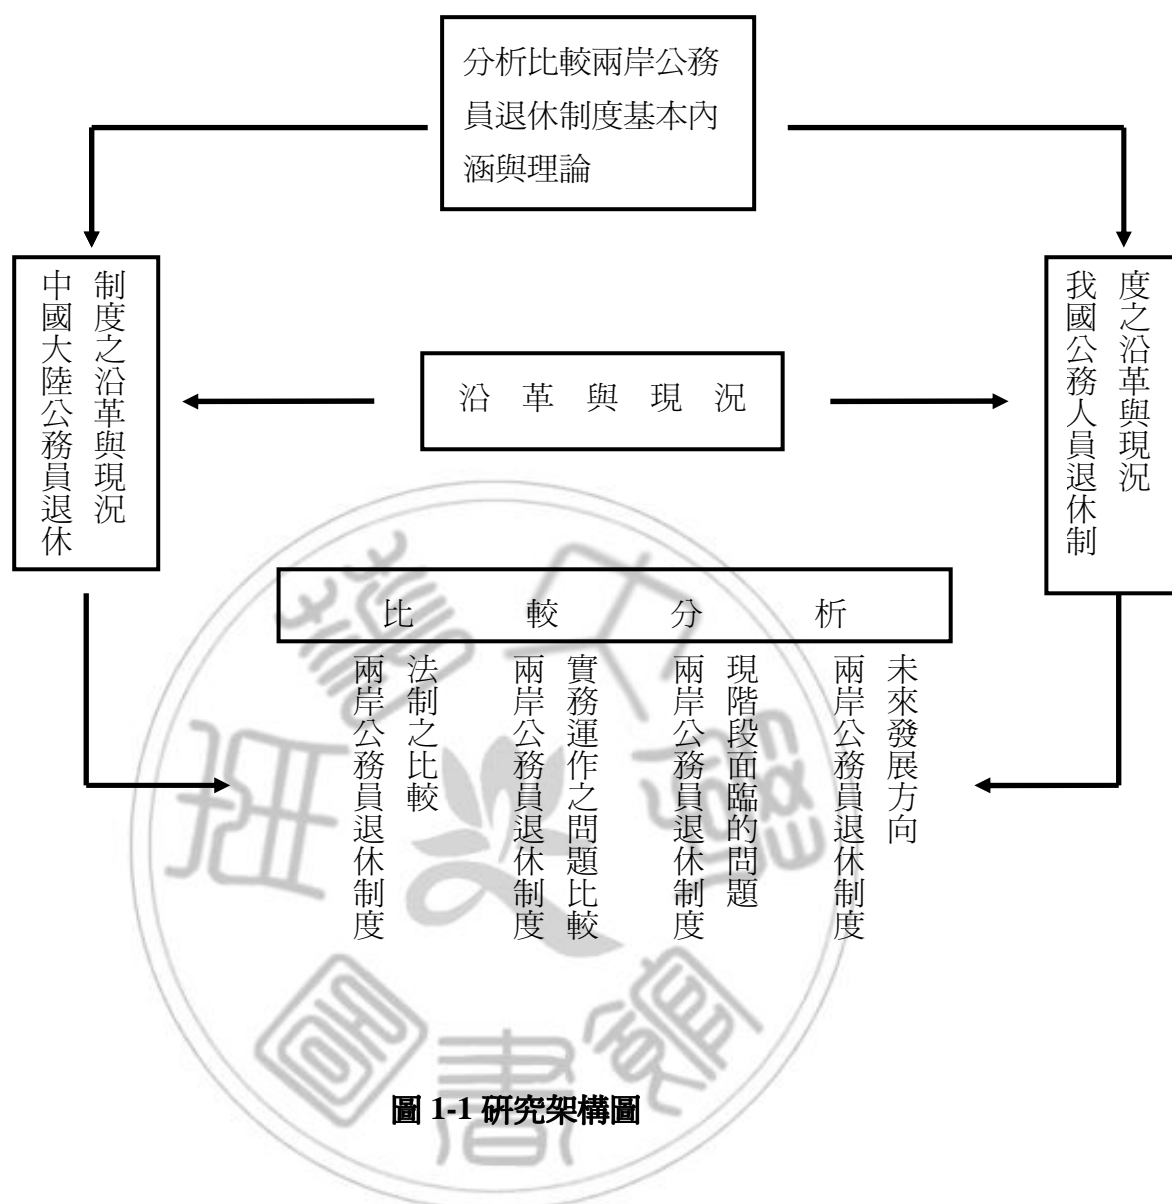 分析比較兩岸公務
員退休制度基本內
涵與理論
中國大陸公務員退休
制度之沿革與現況
沿革與現況
我國公務人員退休制
度之沿革與現況
比較分析
兩岸公務員退休制度
法制之比較
兩岸公務員退休制度
實務運作之問題比較
兩岸公務員退休制度
現階段面臨的問題
兩岸公務員退休制度
未來發展方向
圖 1-1 研究架構圖